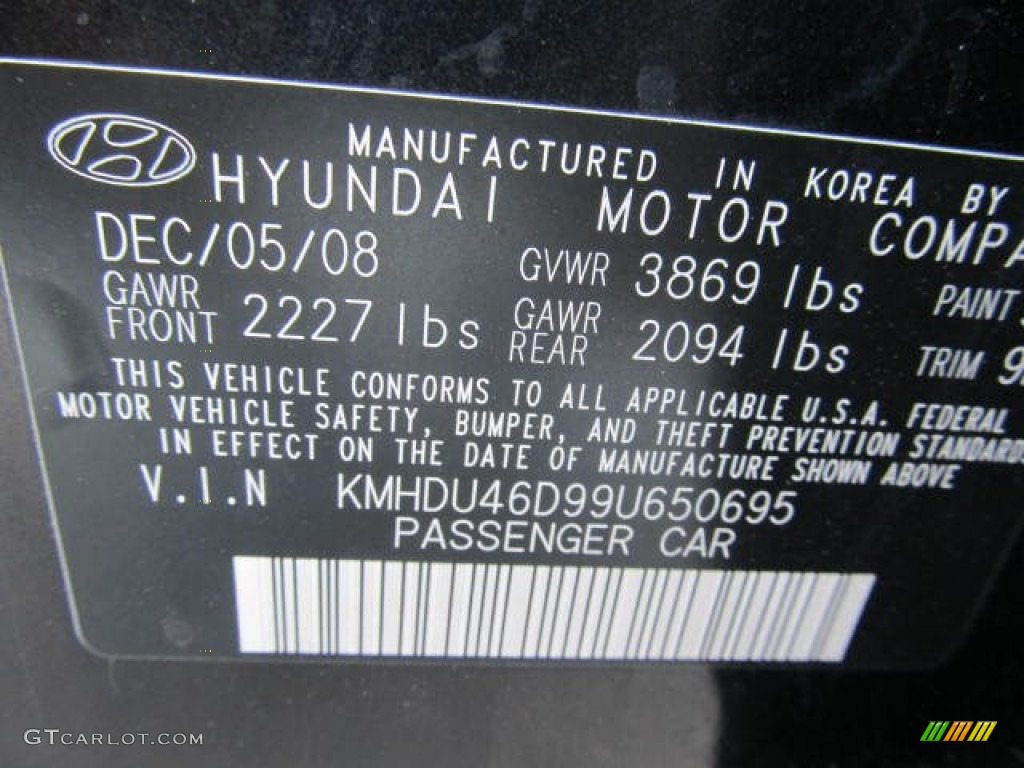 MANUFACTURED IN KOREA BY
HYUNDAI MOTOR
DEC/05/08 GVWR 3869 lbs PAINT
GAWR FRONT 2227 lbs GAWR REAR 2094 lbs TRIM
THIS VEHICLE CONFORMS TO ALL APPLICABLE U.S.A. FEDERAL
MOTOR VEHICLE SAFETY, BUMPER, AND THEFT PREVENTION STANDARDS
IN EFFECT ON THE DATE OF MANUFACTURE SHOWN ABOVE
V.I.N KMHDU46D99U650695
PASSENGER CAR
GTCARLOT.COM